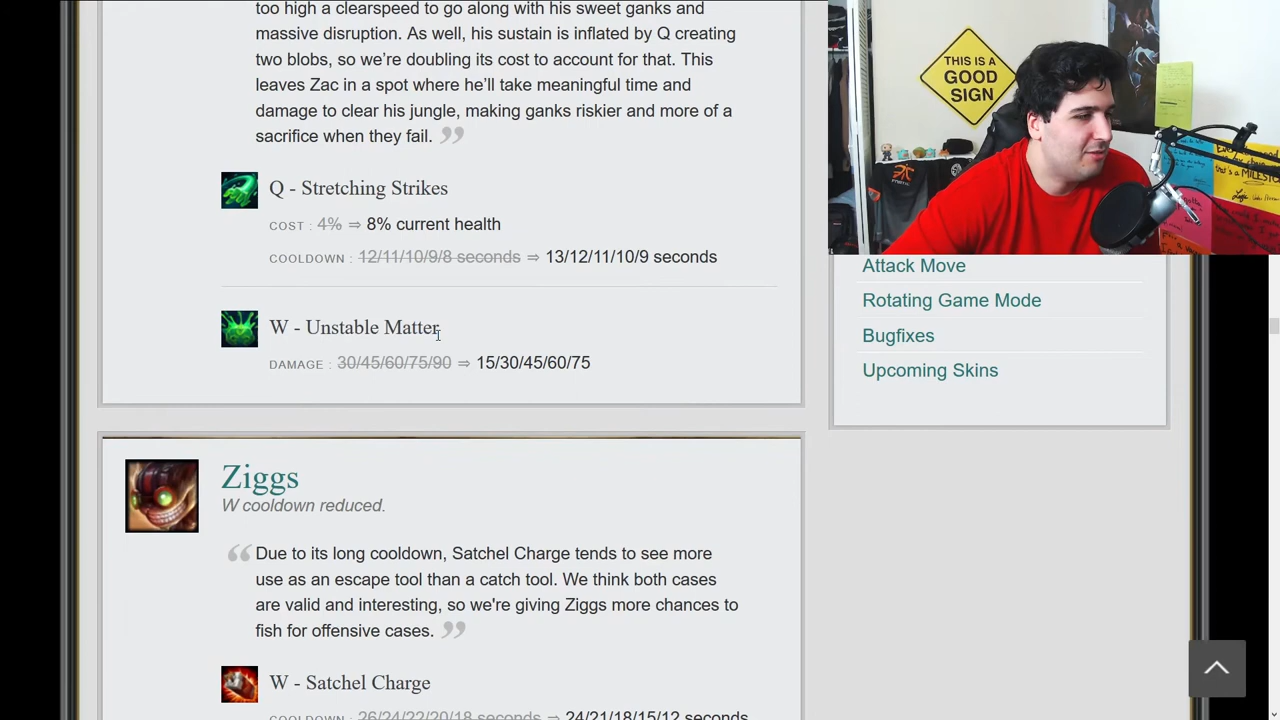 too high a clearspeed to go along with his sweet ganks and
massive disruption. As well, his sustain is inflated by Q creating
two blobs, so we're doubling its cost to account for that. This
leaves Zac in a spot where he'll take meaningful time and
damage to clear his jungle, making ganks riskier and more of a
sacrifice when they fail. ”
Q - Stretching Strikes
COST : 4% ⇒ 8% current health
COOLDOWN : 12/11/10/9/8 seconds ⇒ 13/12/11/10/9 seconds
W - Unstable Matter
DAMAGE : 30/45/60/75/90 ⇒ 15/30/45/60/75
Ziggs
W cooldown reduced.
“ Due to its long cooldown, Satchel Charge tends to see more
use as an escape tool than a catch tool. We think both cases
are valid and interesting, so we're giving Ziggs more chances to
fish for offensive cases. ”
W - Satchel Charge
COOLDOWN : 26/24/22/20/18 seconds ⇒ 24/21/18/15/12 seconds
THIS IS A
GOOD
SIGN
FNATIC
Attack Move
Rotating Game Mode
Bugfixes
Upcoming Skins